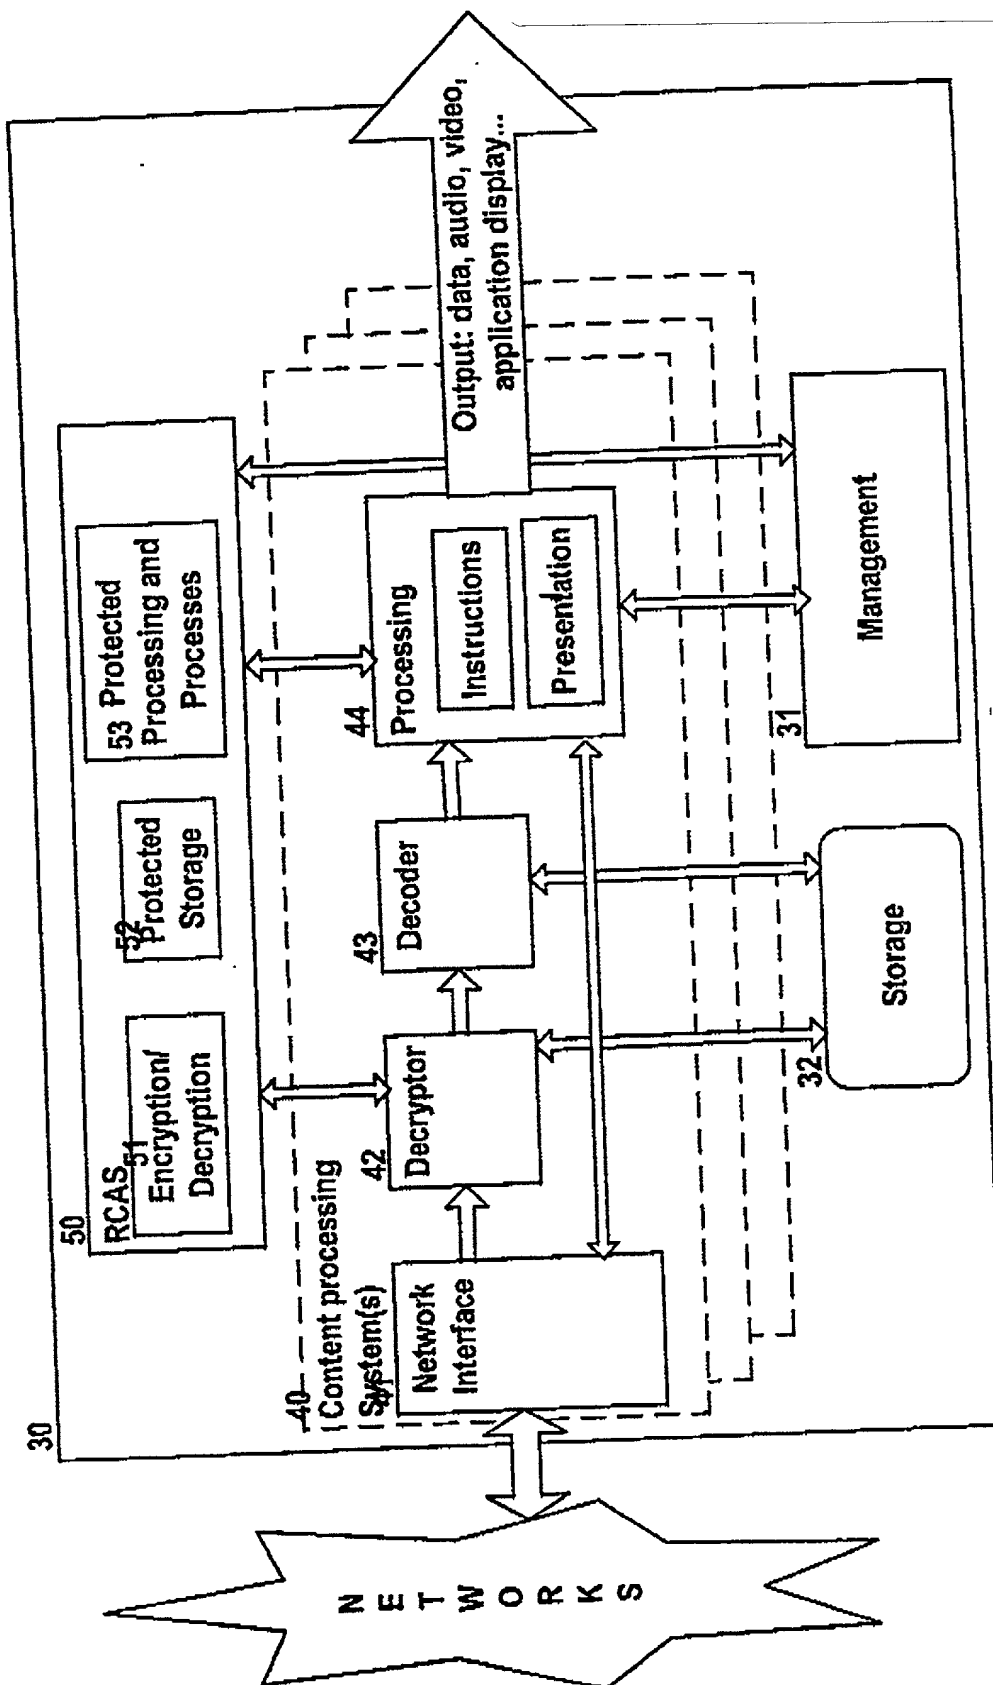 30
50
RCAS
51
Encryption/
Decryption
52
Protected
Storage
53 Protected
Processing and
Processes
40
Content processing
System(s)
41
Network
Interface
42
Decryptor
43
Decoder
44
Processing
Instructions
Presentation
Output: data, audio, video,
application display...
32
Storage
31
Management
NETWORKS